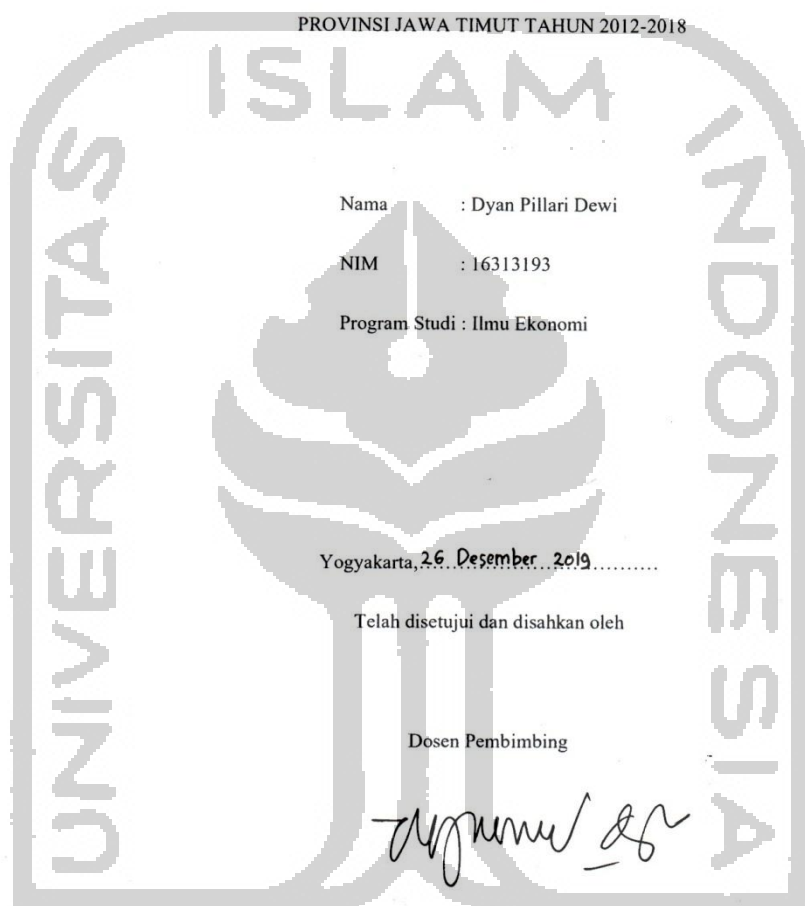 PROVINSI JAWA TIMUT TAHUN 2012-2018
ISLAM
UNIVERSITAS
INDONESIA
Nama : Dyan Pillari Dewi
NIM : 16313193
Program Studi : Ilmu Ekonomi
Yogyakarta, 26 Desember 2019
Telah disetujui dan disahkan oleh
Dosen Pembimbing